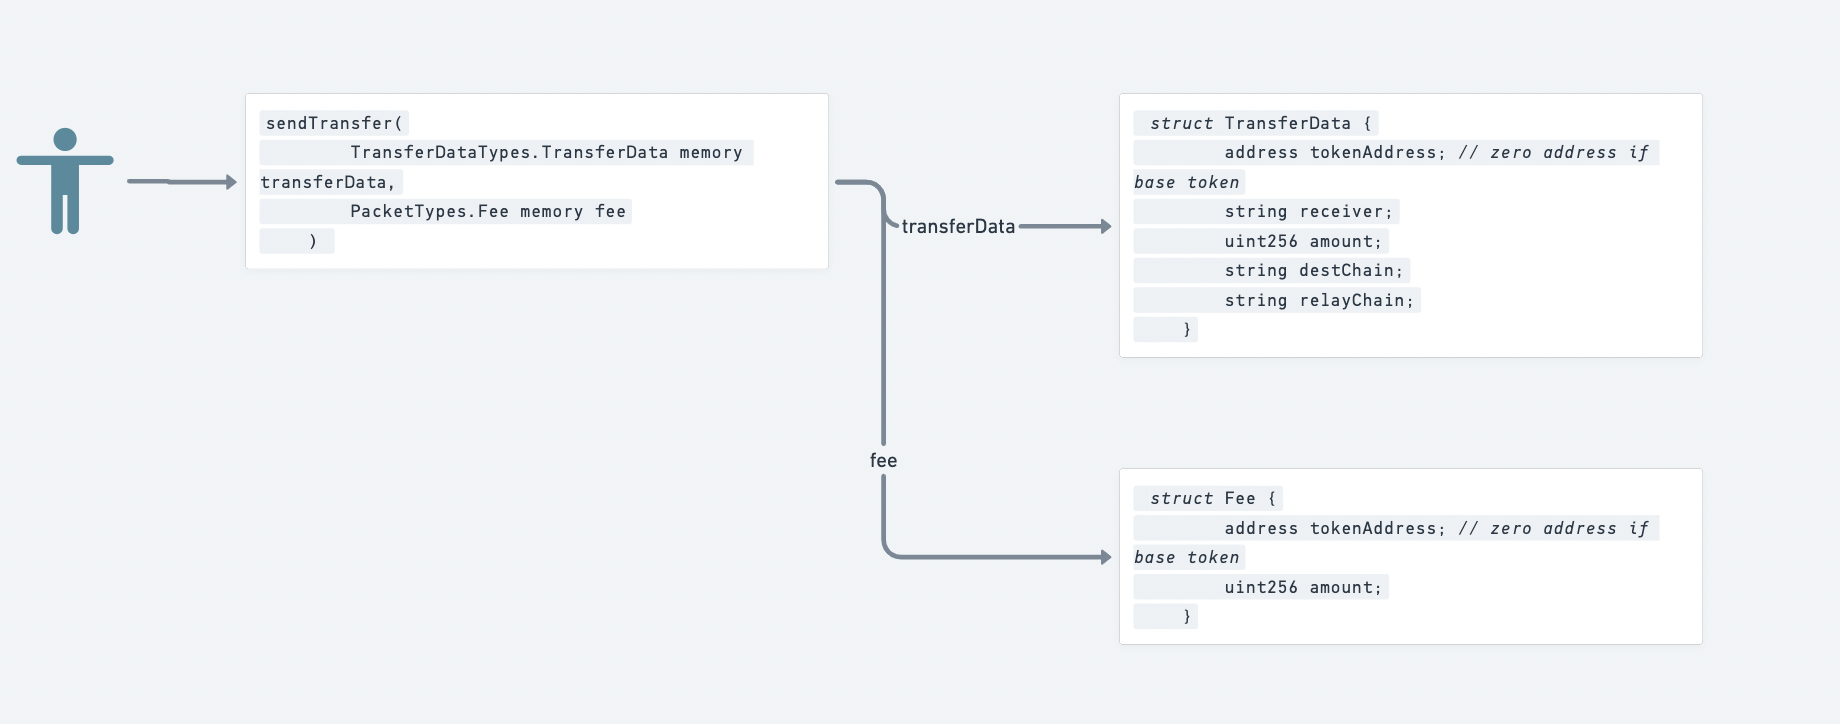 sendTransfer(
TransferDataTypes.TransferData memory
transferData,
PacketTypes.Fee memory fee
)
transferData
fee
struct TransferData {
address tokenAddress; // zero address if
base token
string receiver;
uint256 amount;
string destChain;
string relayChain;
}
struct Fee {
address tokenAddress; // zero address if
base token
uint256 amount;
}